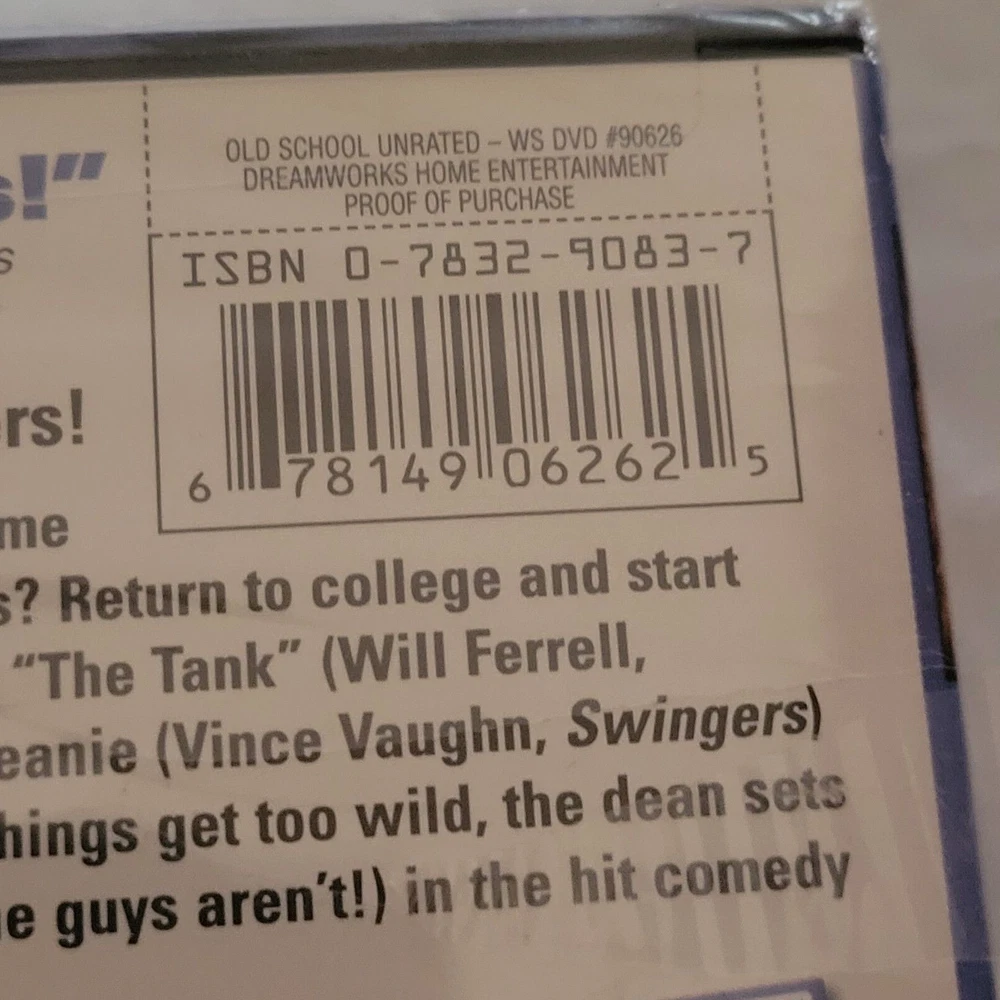 OLD SCHOOL UNRATED – WS DVD #90626
DREAMWORKS HOME ENTERTAINMENT
PROOF OF PURCHASE
s!”
s
ISBN 0-7832-9083-7
6 78149 06262 5
rs!
me
s? Return to college and start
“The Tank” (Will Ferrell,
eanie (Vince Vaughn, Swingers)
hings get too wild, the dean sets
e guys aren't!) in the hit comedy